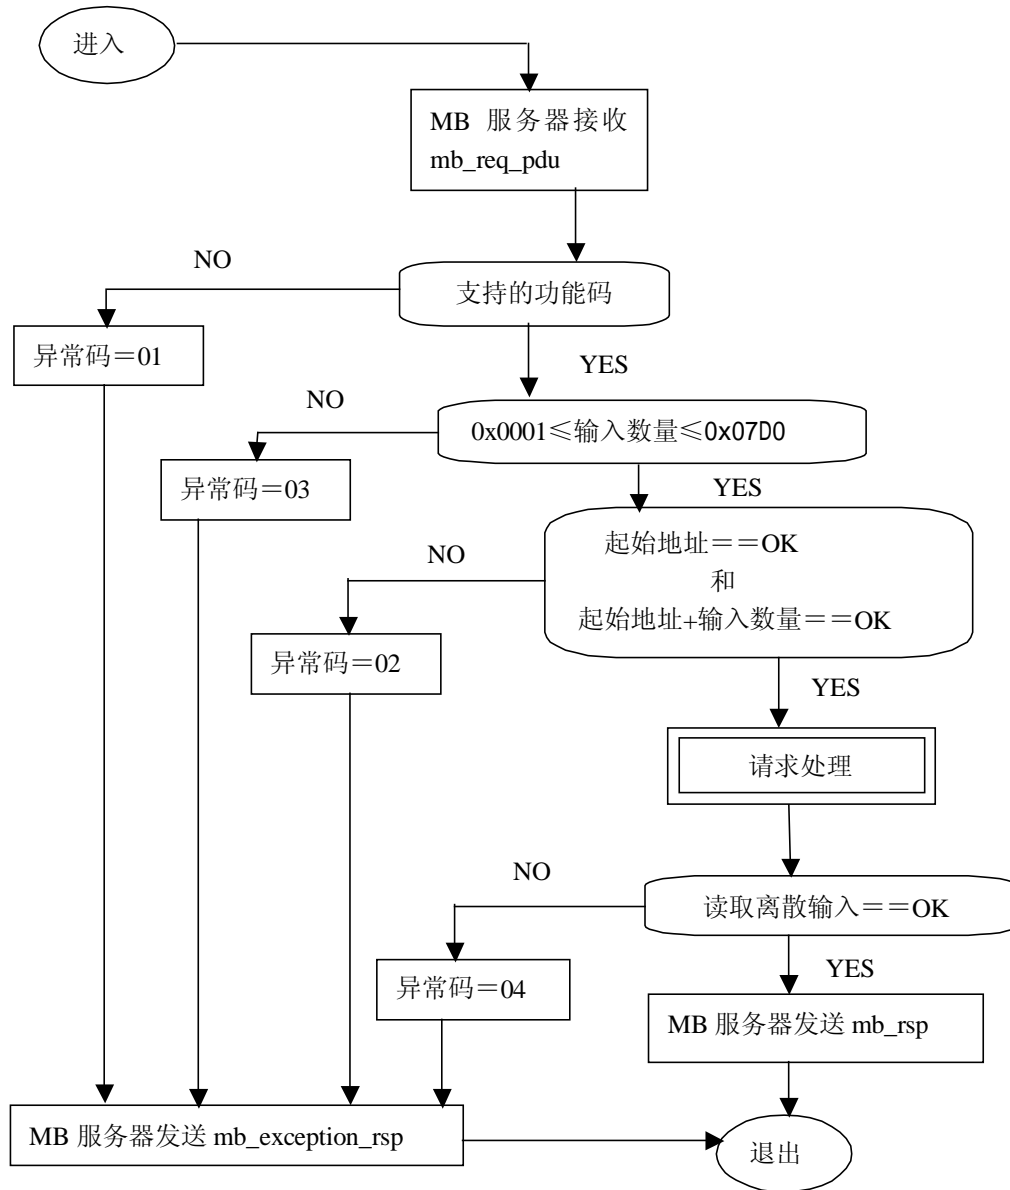 进入
MB 服务器接收
mb_req_pdu
NO
支持的功能码
异常码＝01
YES
NO
0x0001≤输入数量≤0x07D0
异常码＝03
YES
起始地址＝＝OK
NO
和
起始地址+输入数量＝＝OK
异常码＝02
YES
请求处理
NO
读取离散输入＝＝OK
YES
异常码＝04
MB 服务器发送 mb_rsp
MB 服务器发送 mb_exception_rsp
退出